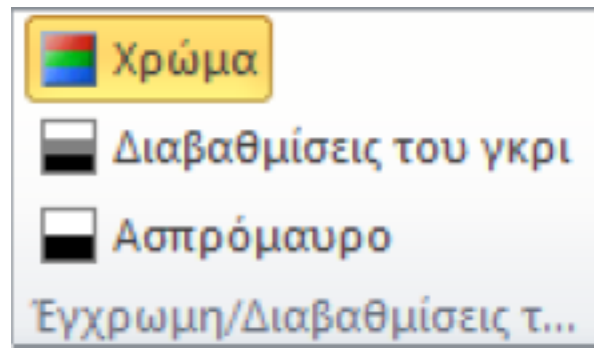 Χρώμα
Διαβαθμίσεις του γκρι
Ασπρόμαυρο
Έγχρωμη/Διαβαθμίσεις τ...